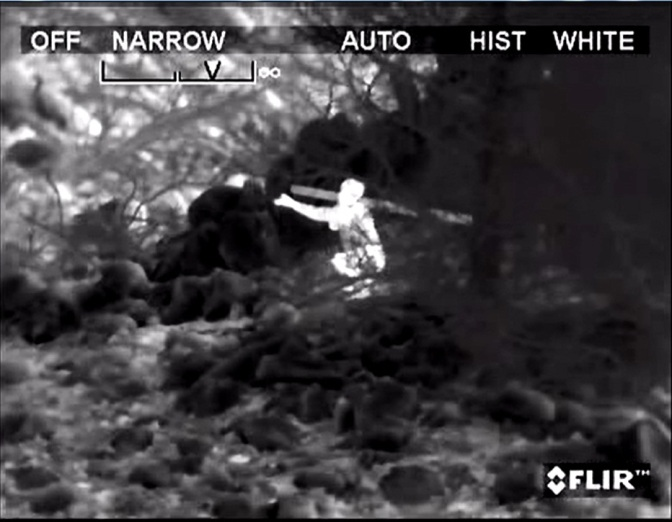 OFF NARROW AUTO HIST WHITE
V ∞
FLIR™